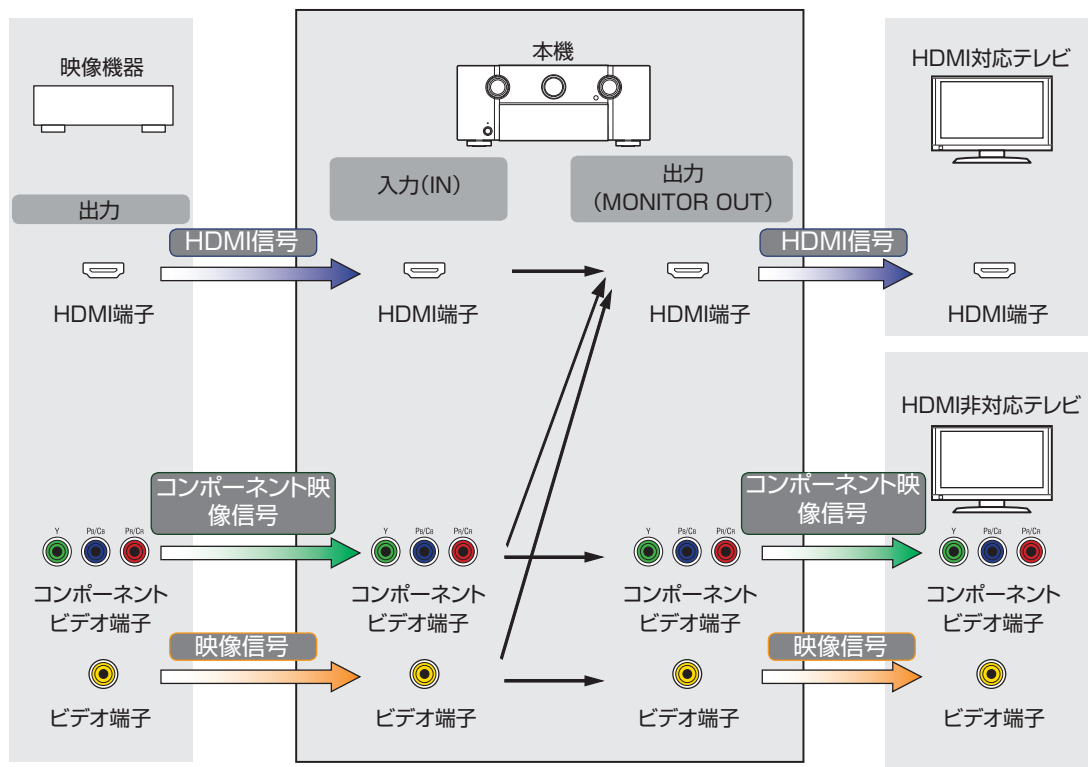 映像機器
本機
HDMI対応テレビ
入力(IN)
出力
(MONITOR OUT)
出力
HDMI信号
HDMI信号
HDMI端子
HDMI端子
HDMI端子
HDMI端子
HDMI非対応テレビ
コンポーネント映
像信号
コンポーネント映
像信号
Y PB/CB PR/CR
Y PB/CB PR/CR
Y PB/CB PR/CR
Y PB/CB PR/CR
コンポーネント
ビデオ端子
コンポーネント
ビデオ端子
コンポーネント
ビデオ端子
コンポーネント
ビデオ端子
映像信号
映像信号
ビデオ端子
ビデオ端子
ビデオ端子
ビデオ端子